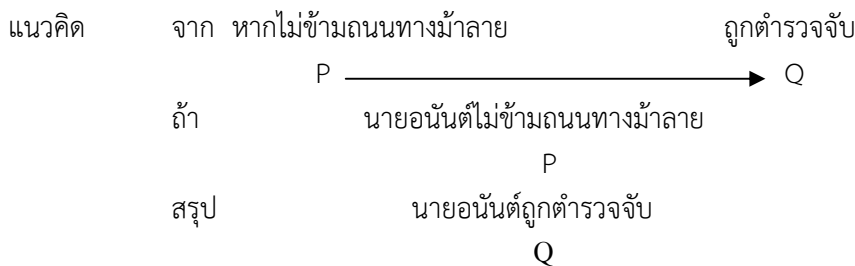 แนวคิด จาก หากไม่ข้ามถนนทางม้าลาย ถูกตำรวจจับ
P Q
ถ้า นายอนันต์ไม่ข้ามถนนทางม้าลาย
P
สรุป นายอนันต์ถูกตำรวจจับ
Q